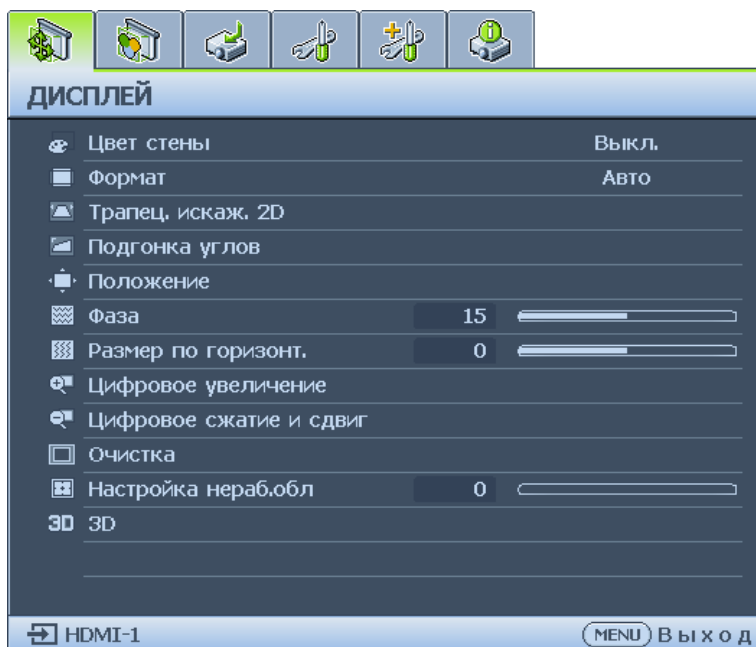 ДИСПЛЕЙ
Цвет стены Выкл.
Формат Авто
Трапец. искаж. 2D
Подгонка углов
Положение
Фаза 15
Размер по горизонт. 0
Цифровое увеличение
Цифровое сжатие и сдвиг
Очистка
Настройка нераб.обл 0
3D 3D
HDMI-1 MENU Выход